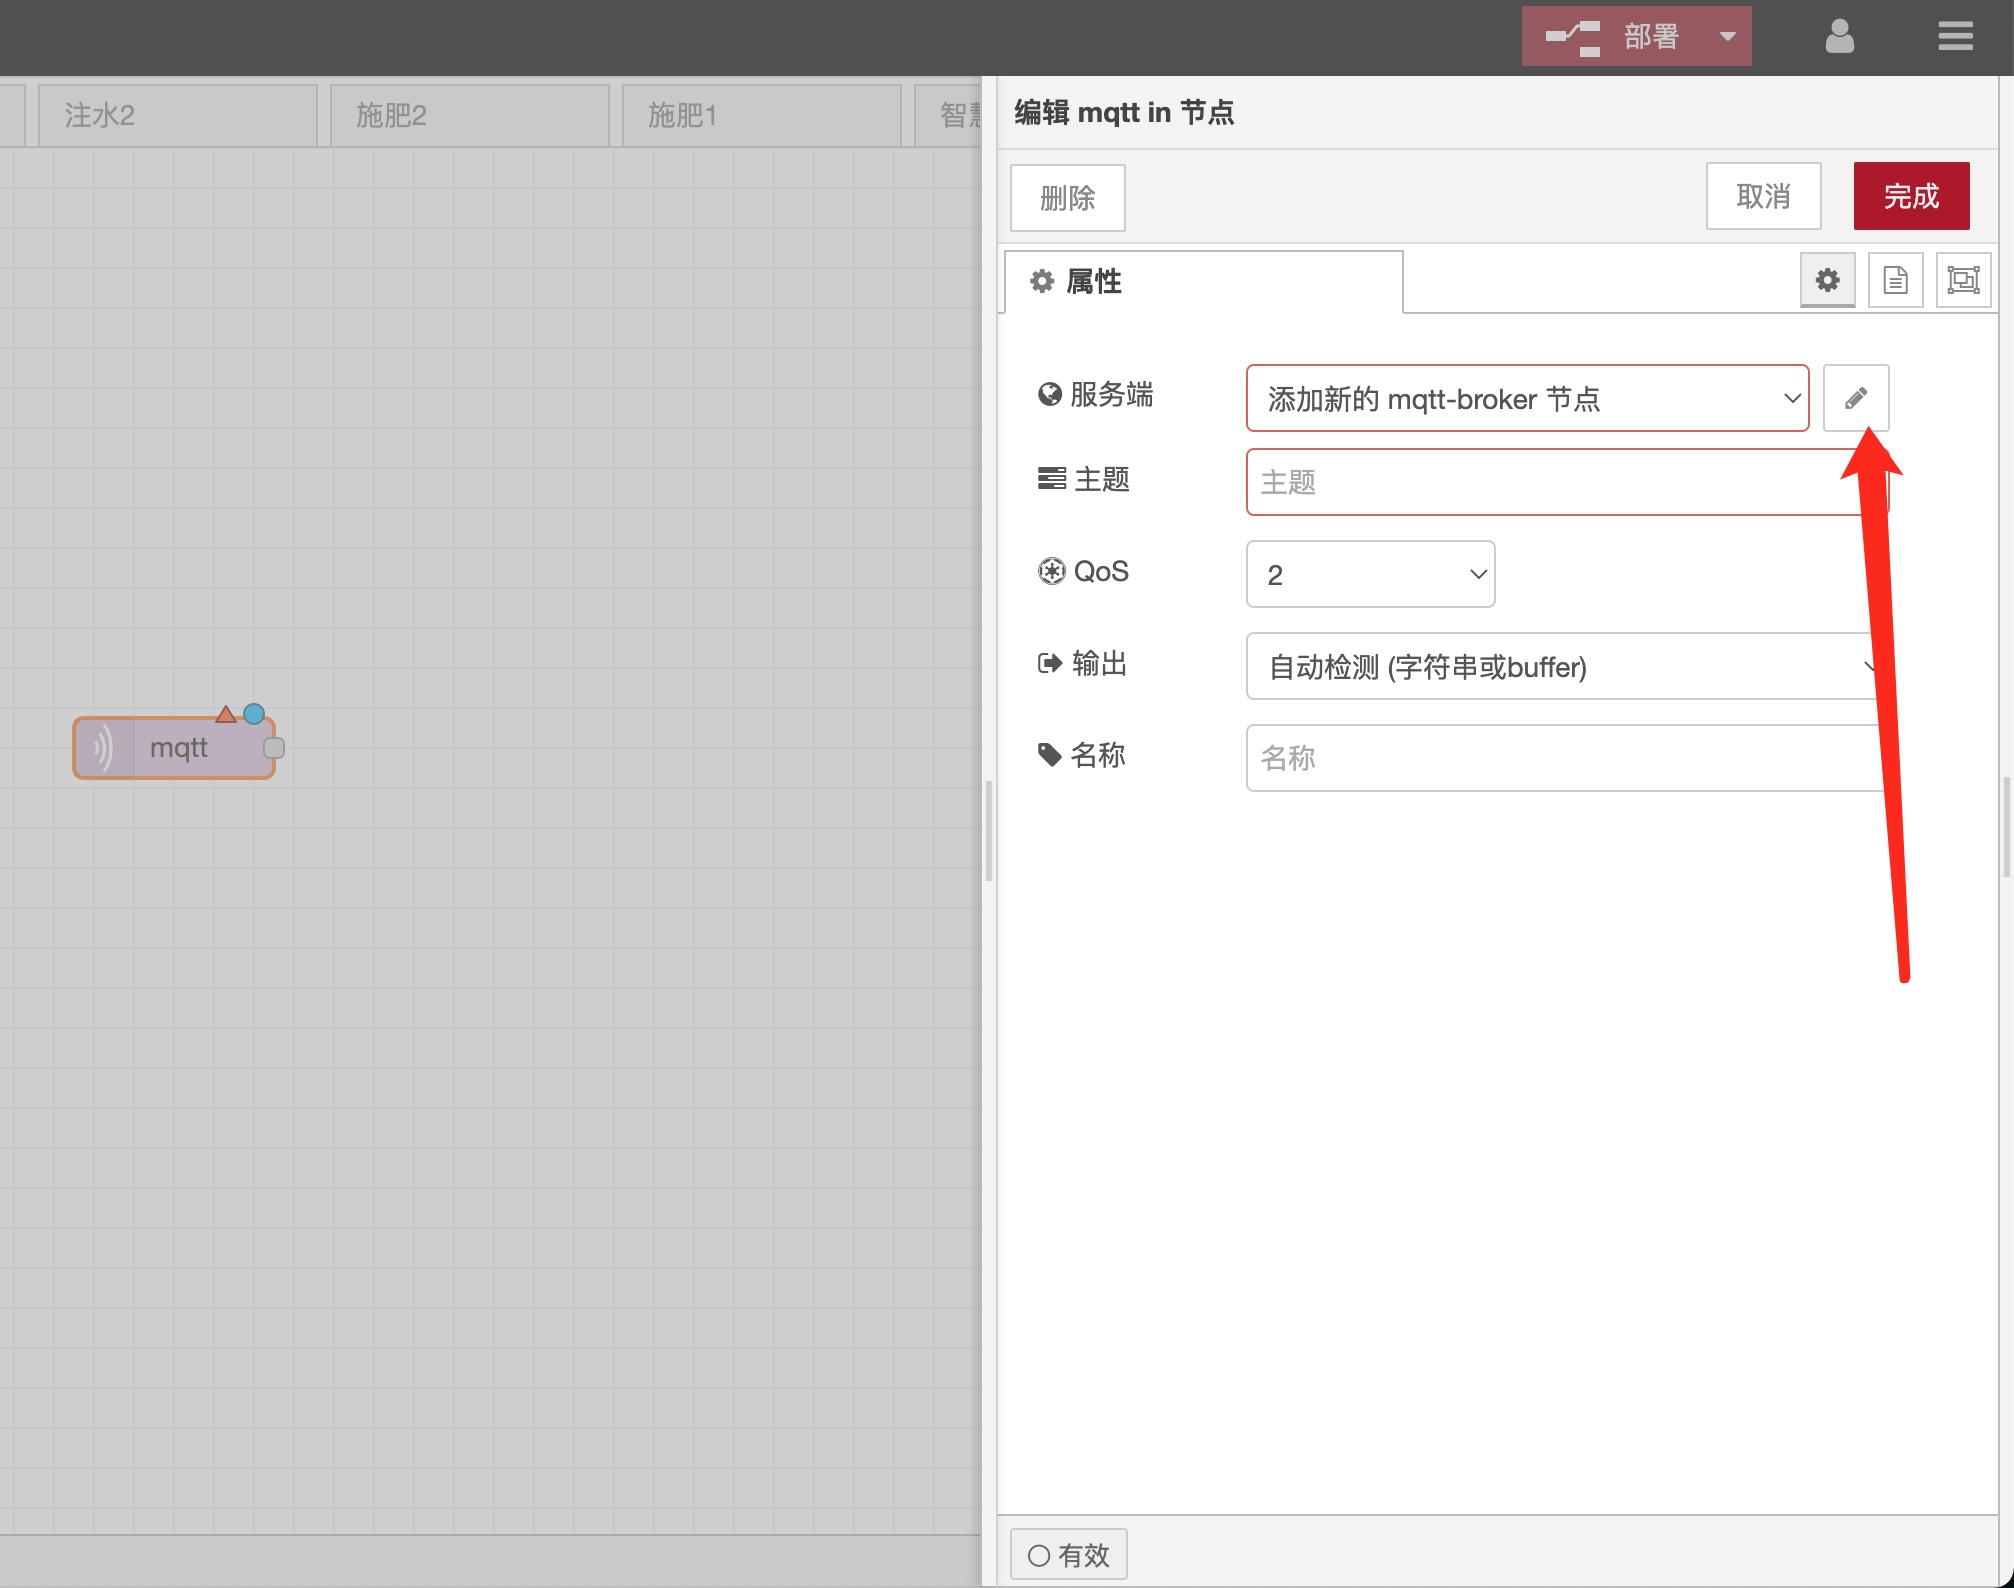 部署
注水2
施肥2
施肥1
智慧
编辑 mqtt in 节点
删除
取消
完成
属性
服务端
添加新的 mqtt-broker 节点
主题
主题
QoS
2
输出
自动检测 (字符串或buffer)
名称
名称
mqtt
有效